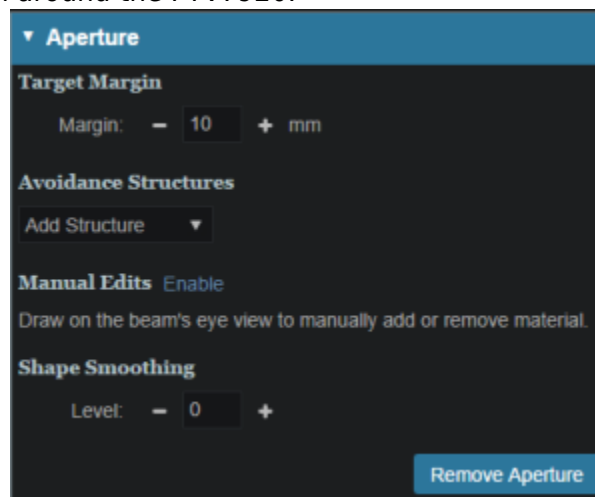 ▼ Aperture
Target Margin
Margin: − 10 + mm
Avoidance Structures
Add Structure ▼
Manual Edits Enable
Draw on the beam's eye view to manually add or remove material.
Shape Smoothing
Level: − 0 +
Remove Aperture